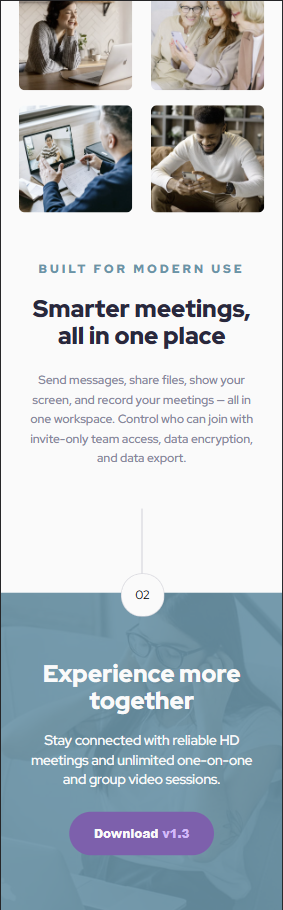 BUILT FOR MODERN USE
Smarter meetings,
all in one place
Send messages, share files, show your
screen, and record your meetings — all in
one workspace. Control who can join with
invite-only team access, data encryption,
and data export.
02
Experience more
together
Stay connected with reliable HD
meetings and unlimited one-on-one
and group video sessions.
Download v1.3